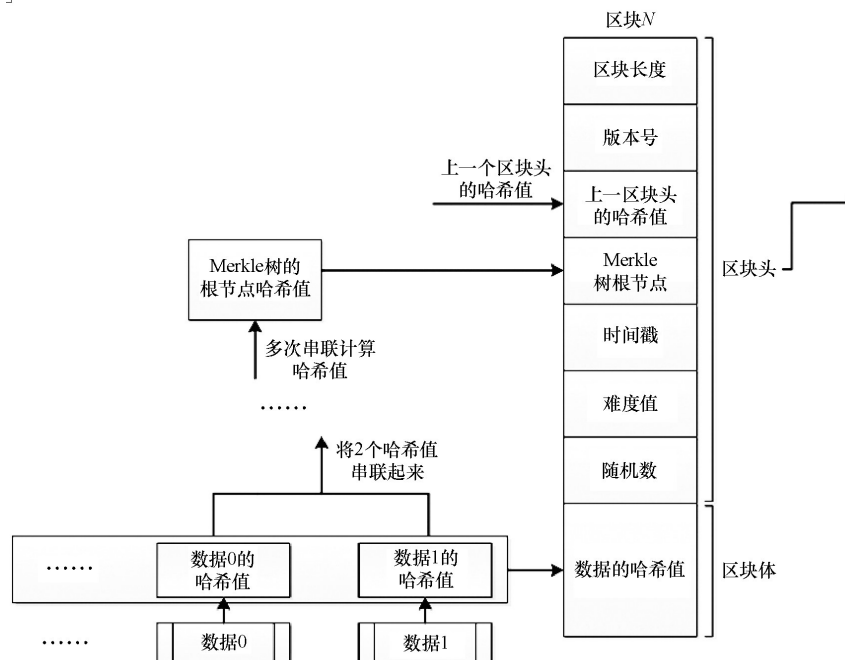 区块N
区块长度
版本号
上一个区块头
的哈希值
上一区块头
的哈希值
Merkle树的
根节点哈希值
Merkle
树根节点
区块头
时间戳
多次串联计算
哈希值
……
难度值
将2个哈希值
串联起来
随机数
……
数据0的
哈希值
数据1的
哈希值
数据的哈希值
区块体
……
数据0
数据1